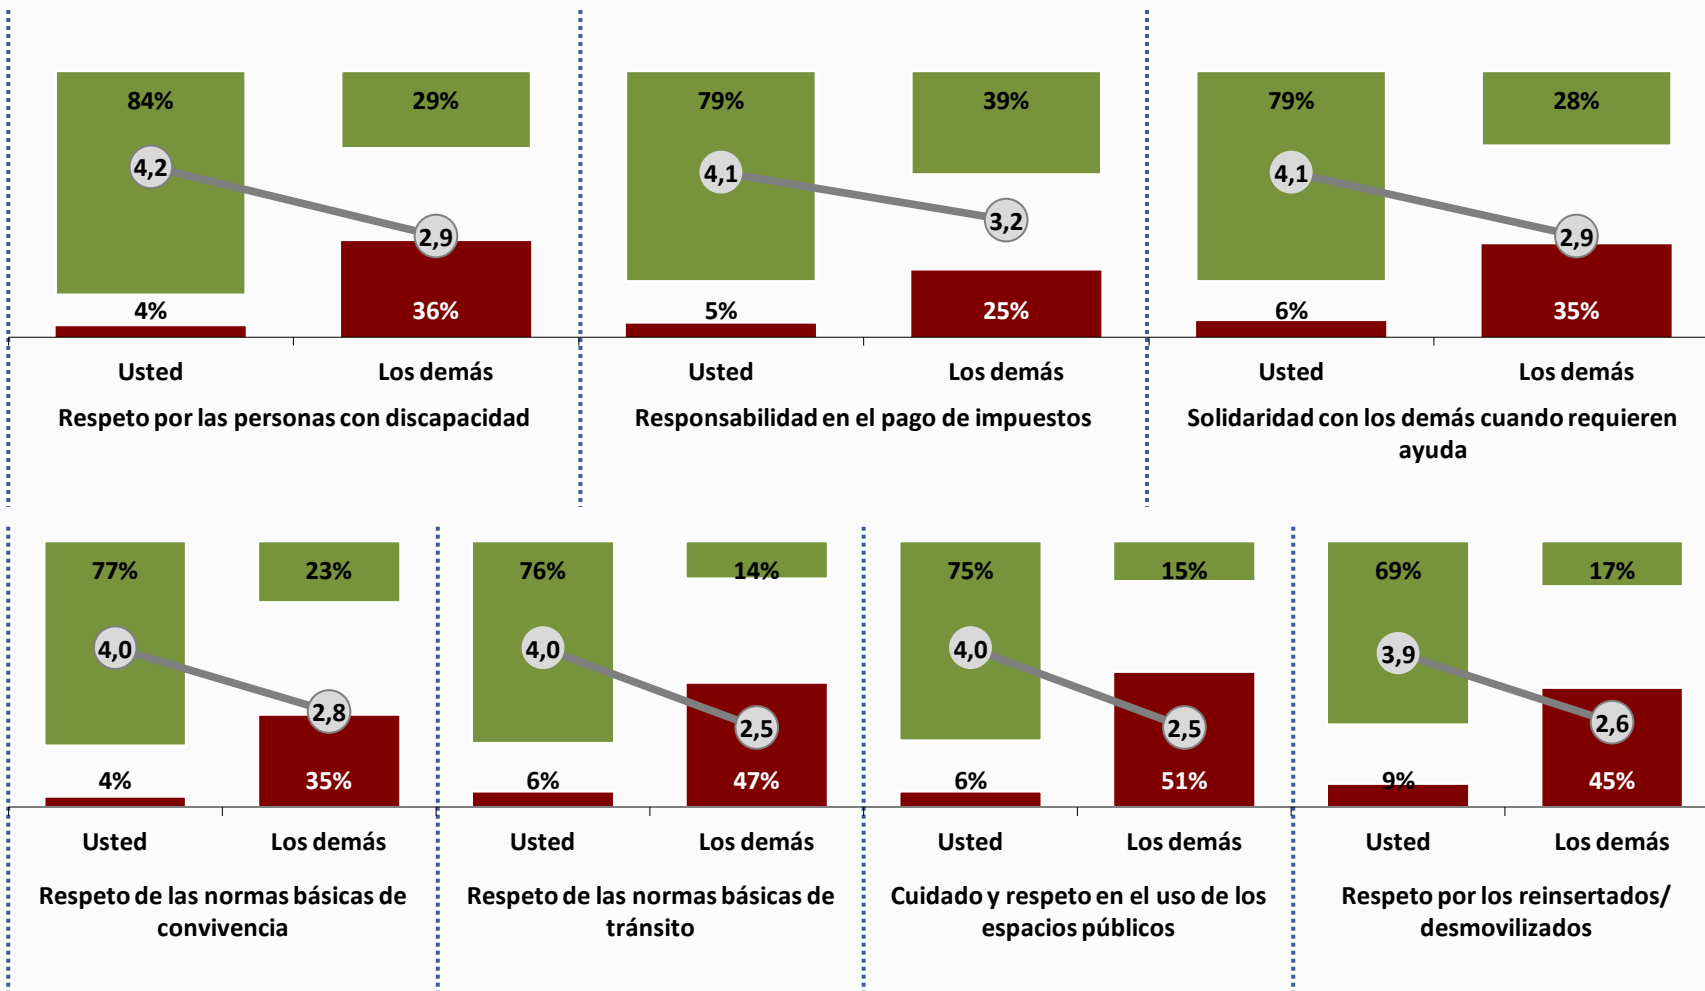 84%
29%
79%
39%
79%
28%
4,2
2,9
4,1
3,2
4,1
2,9
4%
36%
5%
25%
6%
35%
Usted
Los demás
Usted
Los demás
Usted
Los demás
Respeto por las personas con discapacidad
Responsabilidad en el pago de impuestos
Solidaridad con los demás cuando requieren
ayuda
77%
23%
76%
14%
75%
15%
69%
17%
4,0
2,8
4,0
2,5
4,0
2,5
3,9
2,6
4%
35%
6%
47%
6%
51%
9%
45%
Usted
Los demás
Usted
Los demás
Usted
Los demás
Usted
Los demás
Respeto de las normas básicas de
convivencia
Respeto de las normas básicas de
tránsito
Cuidado y respeto en el uso de los
espacios públicos
Respeto por los reinsertados/
desmovilizados